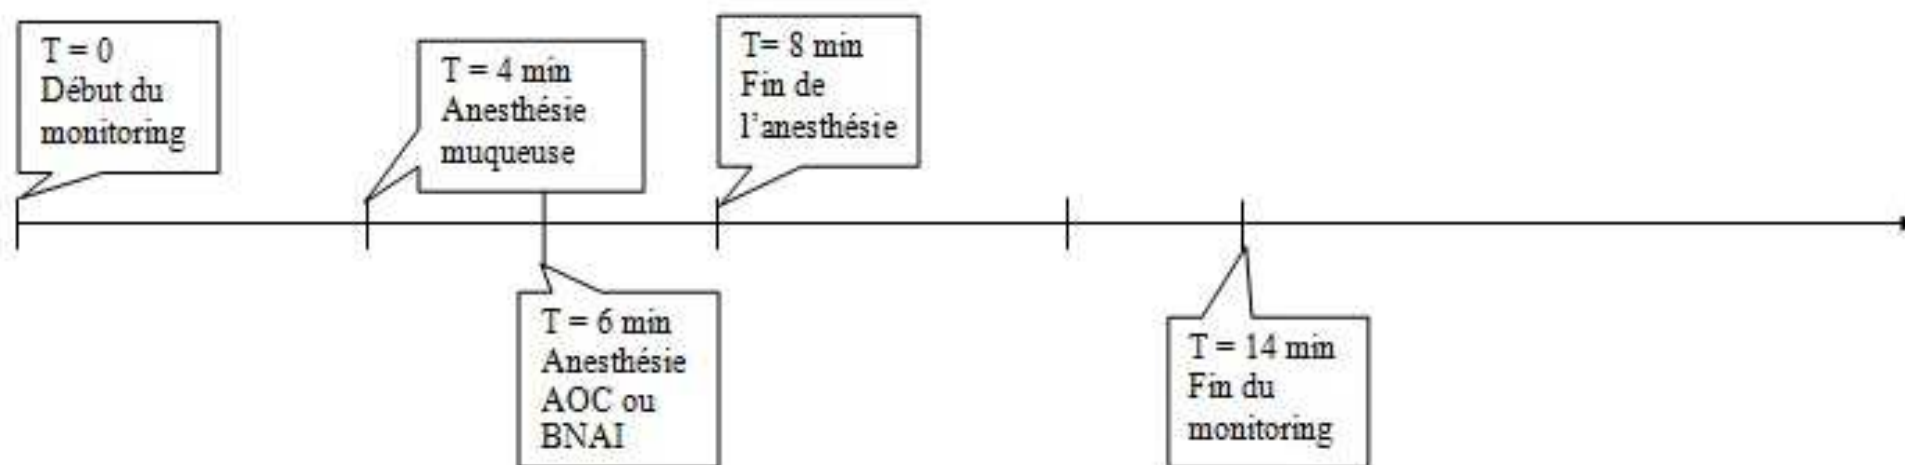 T = 0
Début du
monitoring
T = 4 min
Anesthésie
muqueuse
T= 8 min
Fin de
l'anesthésie
T = 6 min
Anesthésie
AOC ou
BNAI
T = 14 min
Fin du
monitoring